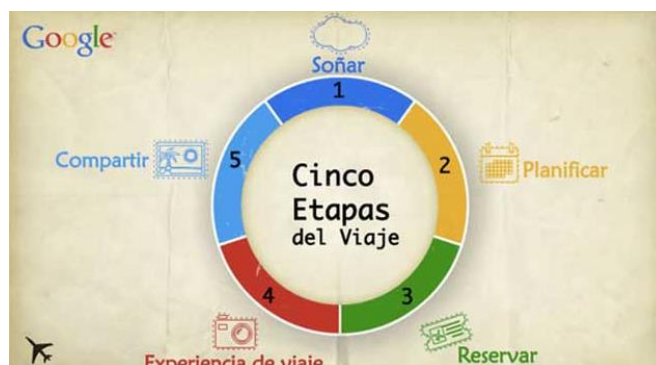 Google
Soñar
1
Compartir
5
2
Planificar
Cinco
Etapas
del Viaje
4
3
Experiencia de viaje
Reservar